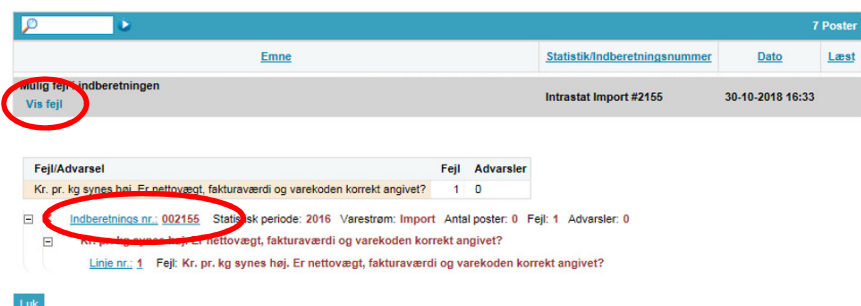 7 Poster
Emne Statistik/Indberetningsnummer Dato Læst
Mulig fejl i indberetningen
Vis fejl Intrastat Import #2155 30-10-2018 16:33
Fejl/Advarsel Fejl Advarsler
Kr. pr. kg synes høj. Er nettovægt, fakturaværdi og varekoden korrekt angivet? 1 0
Indberetnings nr.: 002155 Statistisk periode: 2016 Varestrøm: Import Antal poster: 0 Fejl: 1 Advarsler: 0
Kr. pr. kg synes høj. Er nettovægt, fakturaværdi og varekoden korrekt angivet?
Linje nr.: 1 Fejl: Kr. pr. kg synes høj. Er nettovægt, fakturaværdi og varekoden korrekt angivet?
Luk